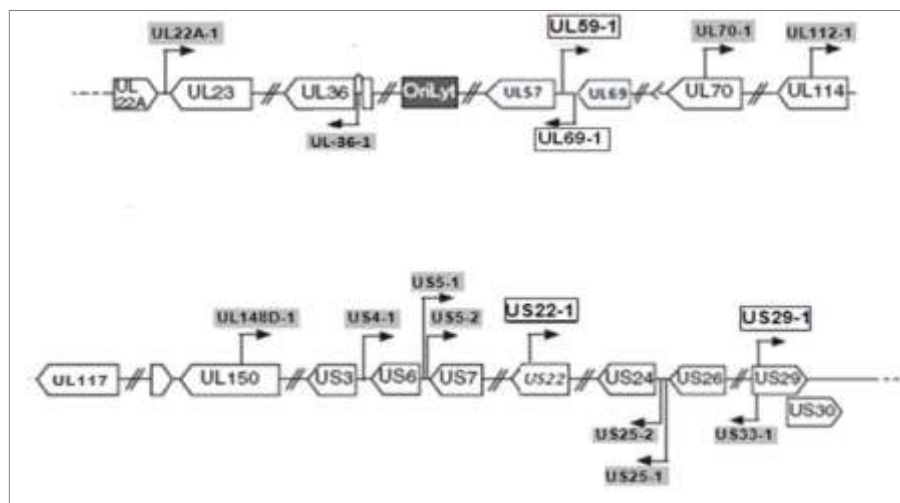 UL22A-1
UL59-1
UL70-1
UL112-1
UL
22A
UL23
UL36
OriLyt
UL57
UL69
UL70
UL114
UL-36-1
UL69-1
US5-1
UL148D-1
US4-1
US5-2
US22-1
US29-1
UL117
UL150
US3
US6
US7
US22
US24
US26
US29
US30
US25-2
US33-1
US25-1